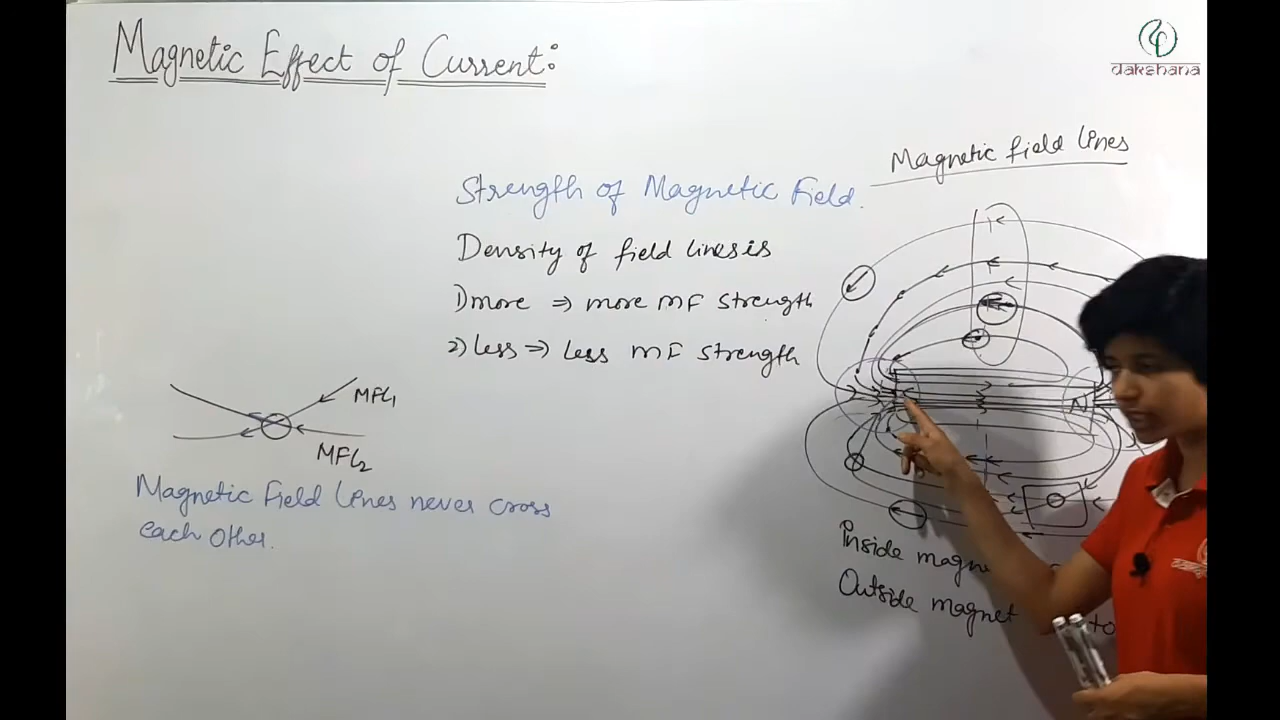 Magnetic Effect of Current:
dakshana
Magnetic field lines
Strength of Magnetic Field.
Density of field lines is
1) more ⇒ more MF strength
2) less ⇒ less MF strength
N
MFL1
MFL2
Magnetic Field Lines never cross
each other.
Inside magne
Outside magnet to